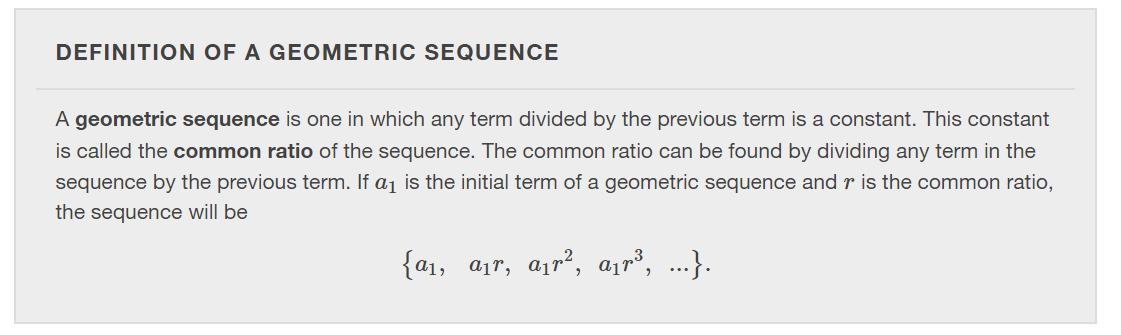 DEFINITION OF A GEOMETRIC SEQUENCE
A geometric sequence is one in which any term divided by the previous term is a constant. This constant
is called the common ratio of the sequence. The common ratio can be found by dividing any term in the
sequence by the previous term. If a₁ is the initial term of a geometric sequence and r is the common ratio,
the sequence will be
{a₁, a₁r, a₁r², a₁r³, ...}.